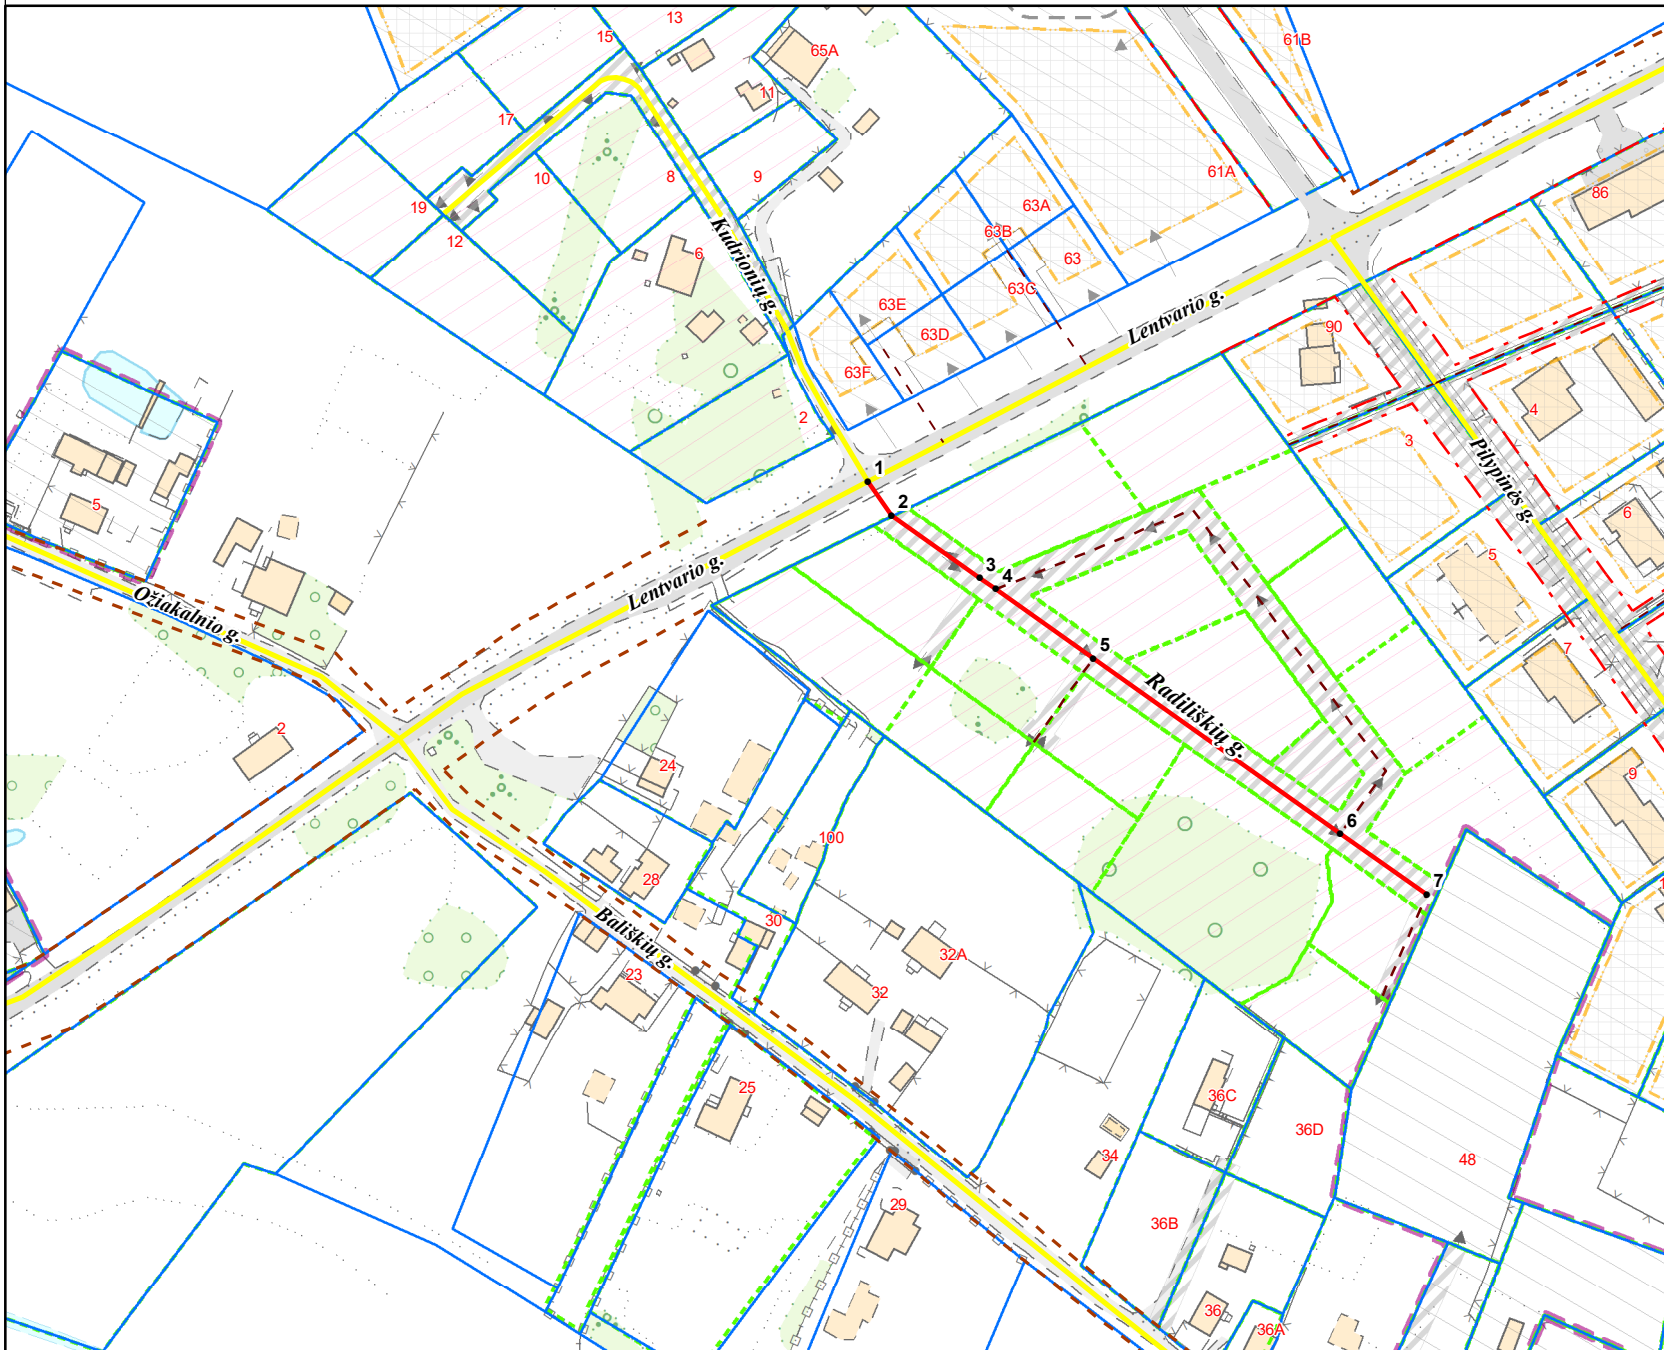 13
15
61B
65A
11
17
86
61A
8
9
10
63A
19
63B
12
Kudrionių g.
6
63
63C
63E
Lentvario g.
90
63D
63F
4
2
3
Pilypinės g.
1
5
2
6
5
3
4
Lentvario g.
Ožiakalnio g.
5
7
Radiliškių g.
2
24
9
6
100
28
7
30
Bališkių g.
32A
23
32
25
36C
36D
34
48
29
36B
36
36A